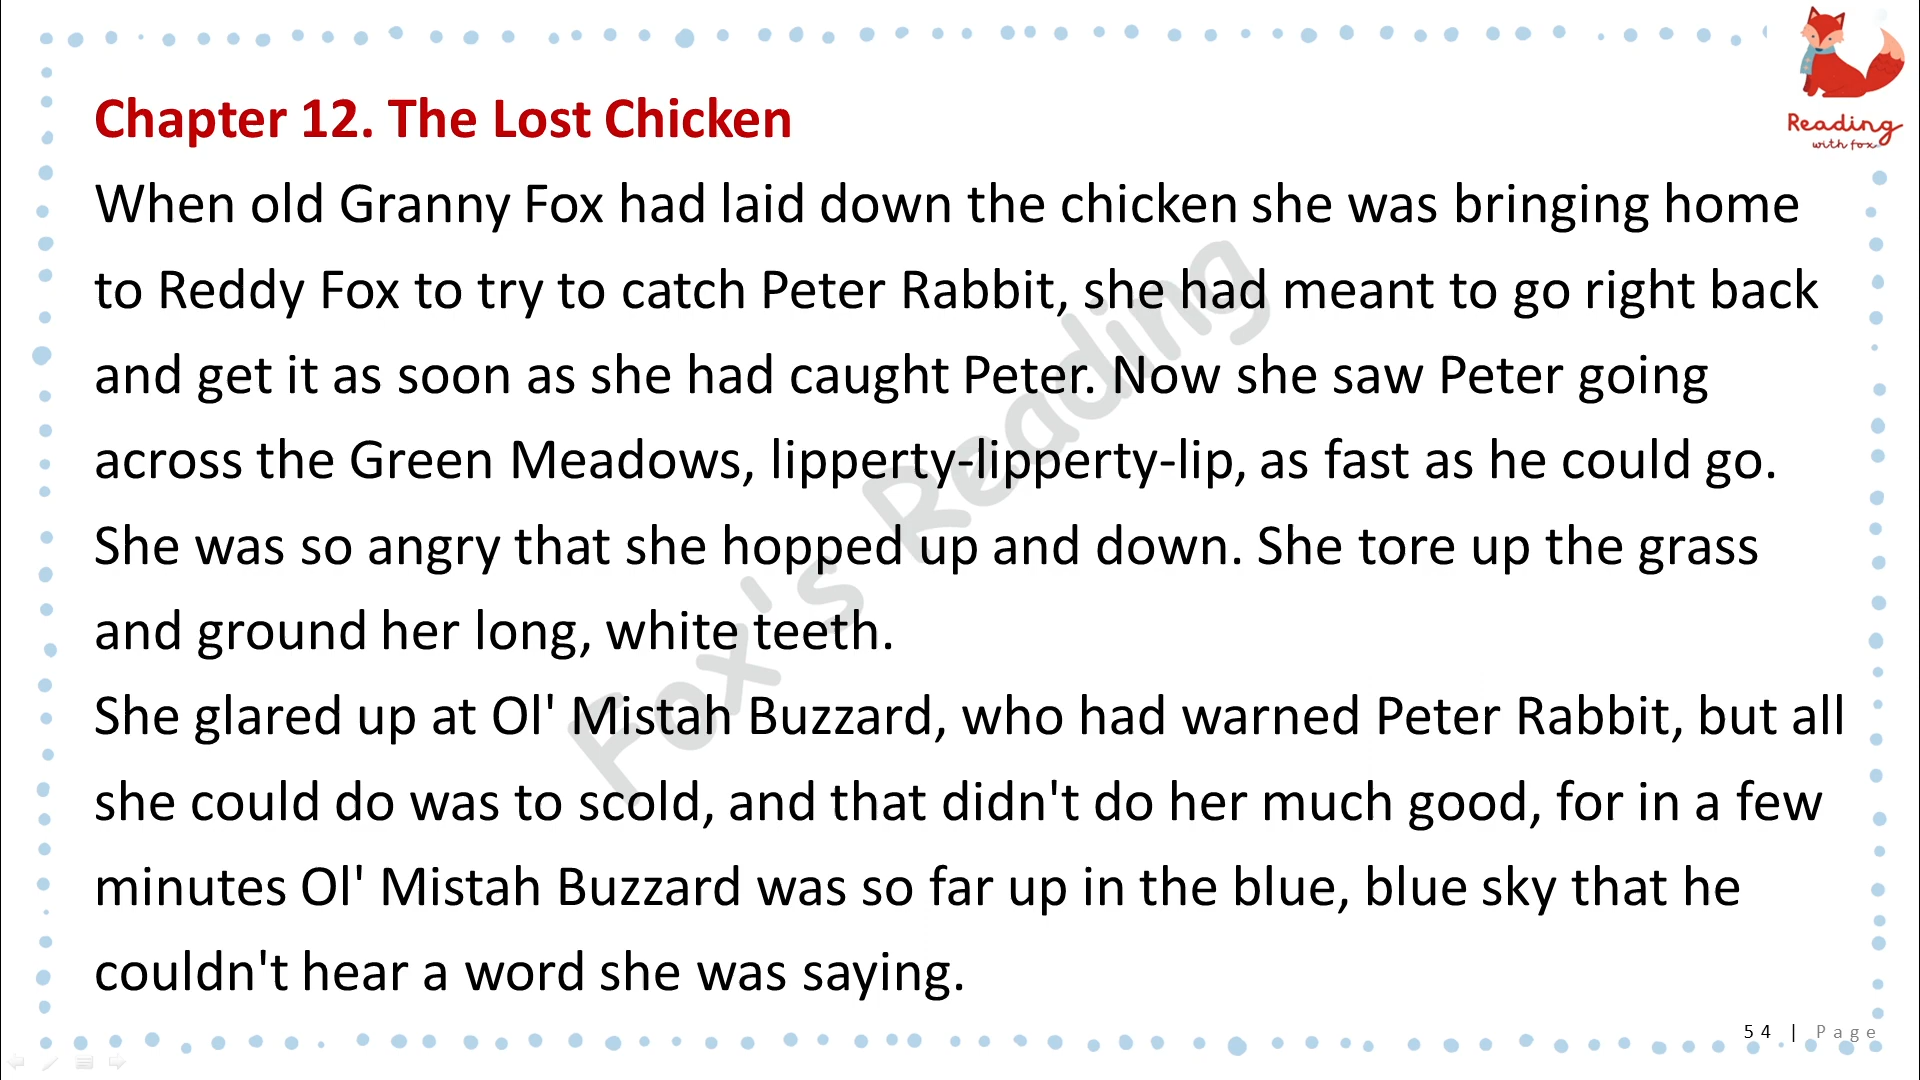 Reading
with fox
Chapter 12. The Lost Chicken
When old Granny Fox had laid down the chicken she was bringing home
to Reddy Fox to try to catch Peter Rabbit, she had meant to go right back
and get it as soon as she had caught Peter. Now she saw Peter going
across the Green Meadows, lipperty-lipperty-lip, as fast as he could go.
She was so angry that she hopped up and down. She tore up the grass
and ground her long, white teeth.
She glared up at Ol' Mistah Buzzard, who had warned Peter Rabbit, but all
she could do was to scold, and that didn't do her much good, for in a few
minutes Ol' Mistah Buzzard was so far up in the blue, blue sky that he
couldn't hear a word she was saying.
Fox's Reading
54 | Page